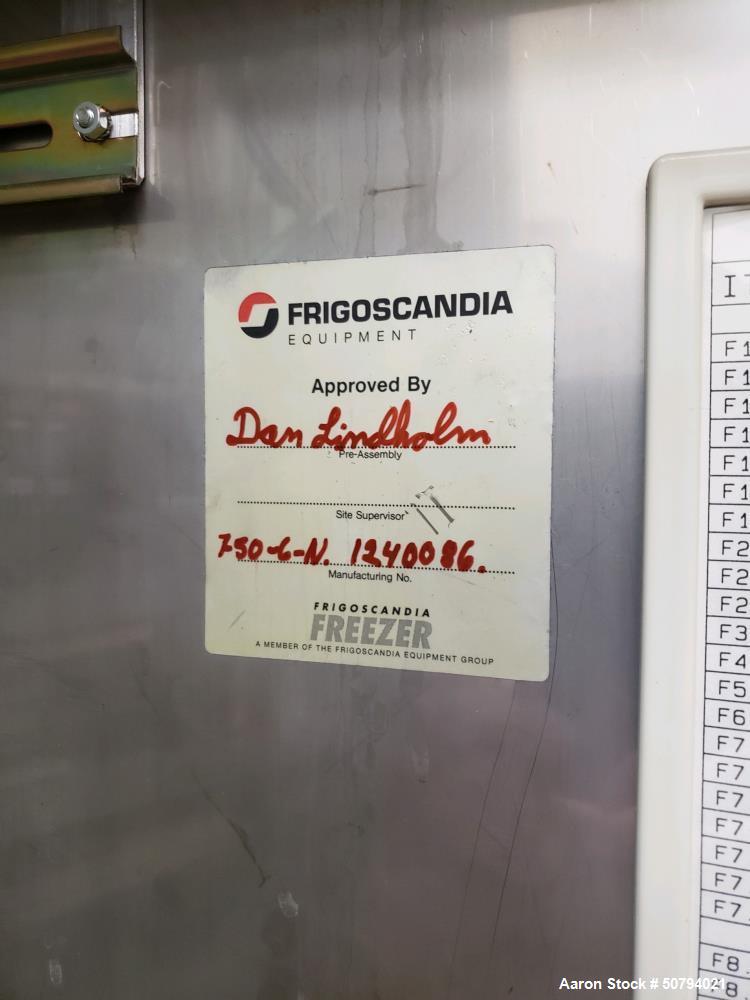 FRIGOSCANDIA
EQUIPMENT
Approved By
Dan Lindholm
Pre-Assembly
Site Supervisor
750-6-N. 1240086.
Manufacturing No.
FRIGOSCANDIA
FREEZER
A MEMBER OF THE FRIGOSCANDIA EQUIPMENT GROUP
I
F1
F1
F1
F1
F1
F1
F1
F2
F2
F2
F3
F4
F5
F6
F7
F7
F7
F7
F7
F7
F7.
F8.
F8
Aaron Stock # 50794021